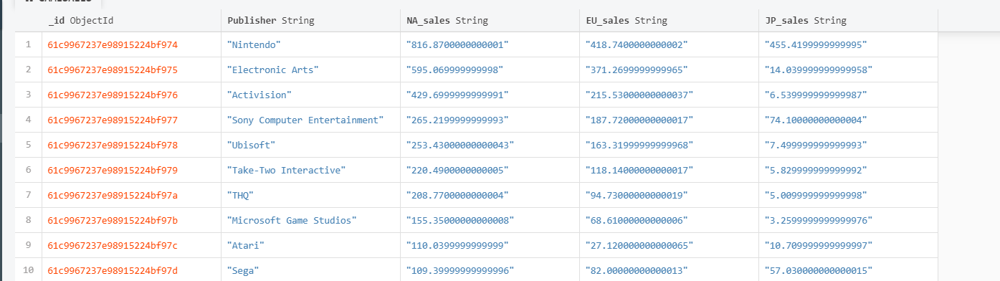 _id ObjectId Publisher String NA_sales String EU_sales String JP_sales String
1 61c9967237e98915224bf974 "Nintendo" "816.8700000000001" "418.7400000000002" "455.4199999999995"
2 61c9967237e98915224bf975 "Electronic Arts" "595.069999999998" "371.2699999999965" "14.039999999999958"
3 61c9967237e98915224bf976 "Activision" "429.6999999999991" "215.53000000000037" "6.539999999999987"
4 61c9967237e98915224bf977 "Sony Computer Entertainment" "265.2199999999993" "187.72000000000017" "74.10000000000004"
5 61c9967237e98915224bf978 "Ubisoft" "253.43000000000043" "163.31999999999968" "7.499999999999993"
6 61c9967237e98915224bf979 "Take-Two Interactive" "220.4900000000005" "118.14000000000017" "5.829999999999992"
7 61c9967237e98915224bf97a "THQ" "208.7700000000004" "94.73000000000019" "5.009999999999998"
8 61c9967237e98915224bf97b "Microsoft Game Studios" "155.35000000000008" "68.61000000000006" "3.2599999999999976"
9 61c9967237e98915224bf97c "Atari" "110.0399999999999" "27.120000000000065" "10.709999999999997"
10 61c9967237e98915224bf97d "Sega" "109.39999999999996" "82.00000000000013" "57.030000000000015"